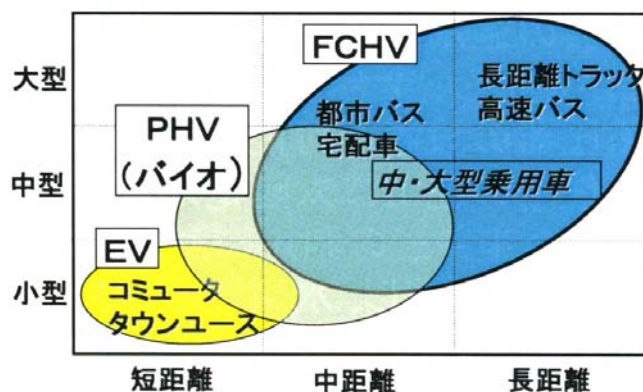 FCHV
大型
長距離トラック
高速バス
都市バス
宅配車
PHV
(バイオ)
中型
中・大型乗用車
EV
小型
コミュータ
タウンユース
短距離
中距離
長距離